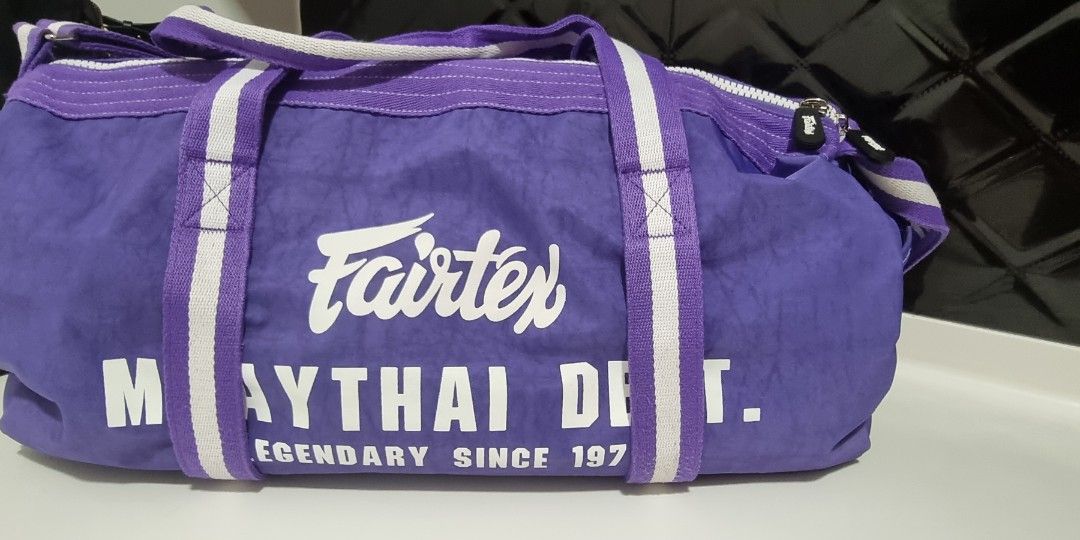 Fairtex
M AYTHAI DE T.
EGENDARY SINCE 197